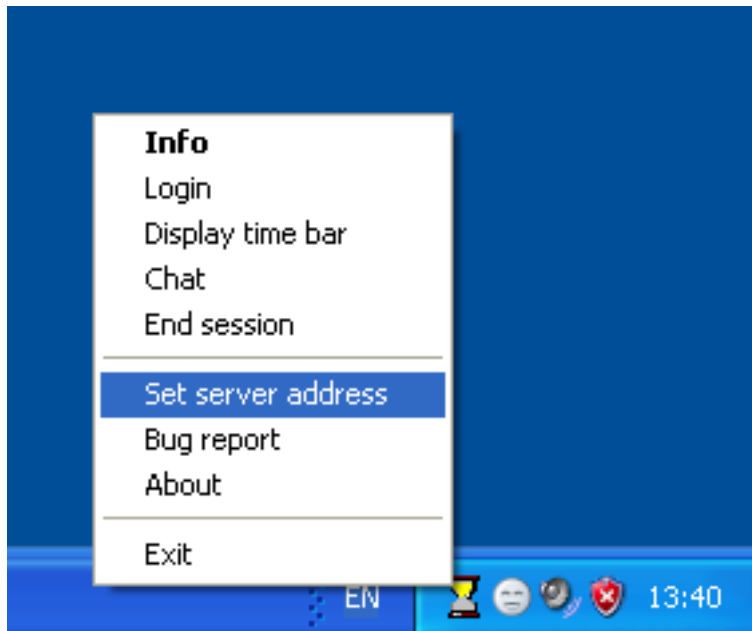 Info
Login
Display time bar
Chat
End session
Set server address
Bug report
About
Exit
EN 13:40